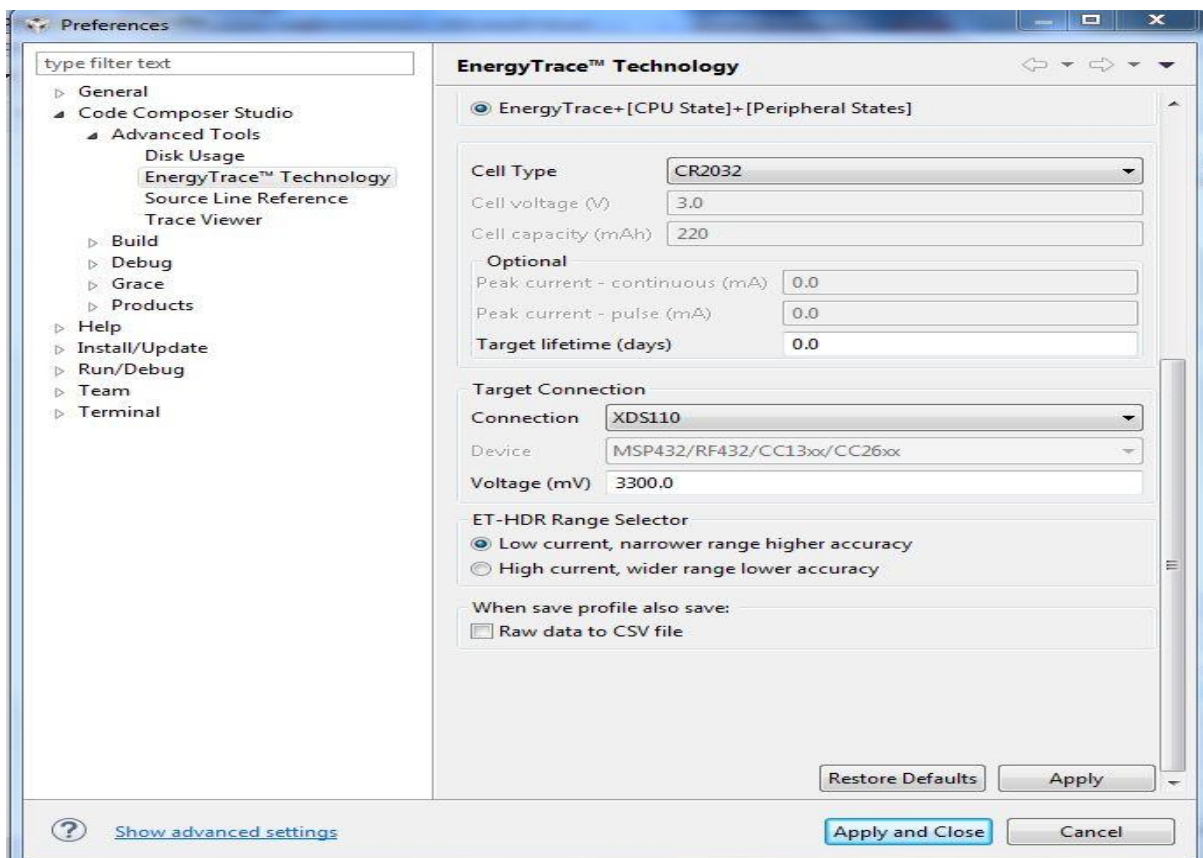 Preferences
type filter text
General
Code Composer Studio
Advanced Tools
Disk Usage
EnergyTrace™ Technology
Source Line Reference
Trace Viewer
Build
Debug
Grace
Products
Help
Install/Update
Run/Debug
Team
Terminal
EnergyTrace™ Technology
EnergyTrace+[CPU State]+[Peripheral States]
Cell Type CR2032
Cell voltage (V) 3.0
Cell capacity (mAh) 220
Optional
Peak current - continuous (mA) 0.0
Peak current - pulse (mA) 0.0
Target lifetime (days) 0.0
Target Connection
Connection XDS110
Device MSP432/RF432/CC13xx/CC26xx
Voltage (mV) 3300.0
ET-HDR Range Selector
Low current, narrower range higher accuracy
High current, wider range lower accuracy
When save profile also save:
Raw data to CSV file
Restore Defaults Apply
? Show advanced settings Apply and Close Cancel